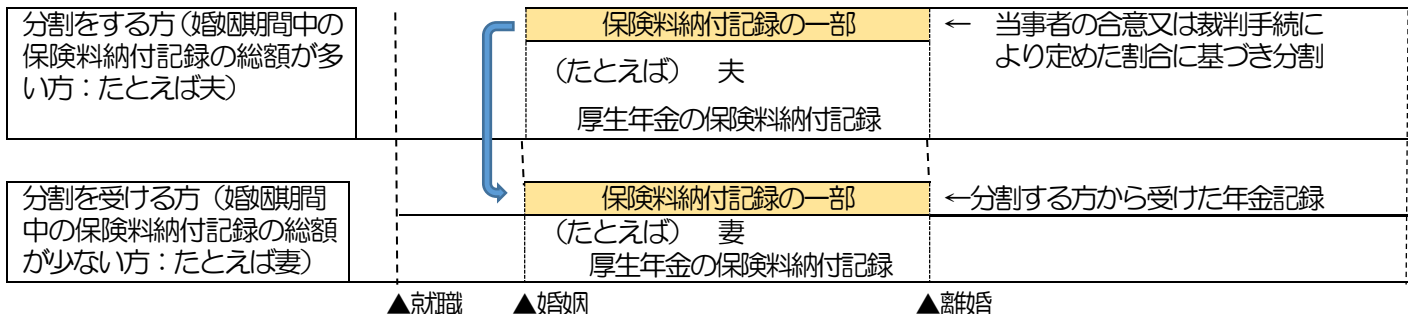 分割をする方（婚姻期間中の
保険料納付記録の総額が多
い方：たとえば夫）
保険料納付記録の一部
（たとえば）　夫
厚生年金の保険料納付記録
←　当事者の合意又は裁判手続に
より定めた割合に基づき分割
分割を受ける方（婚姻期間
中の保険料納付記録の総額
が少ない方：たとえば妻）
保険料納付記録の一部
（たとえば）　妻
厚生年金の保険料納付記録
←分割する方から受けた年金記録
▲就職　▲婚姻　▲離婚